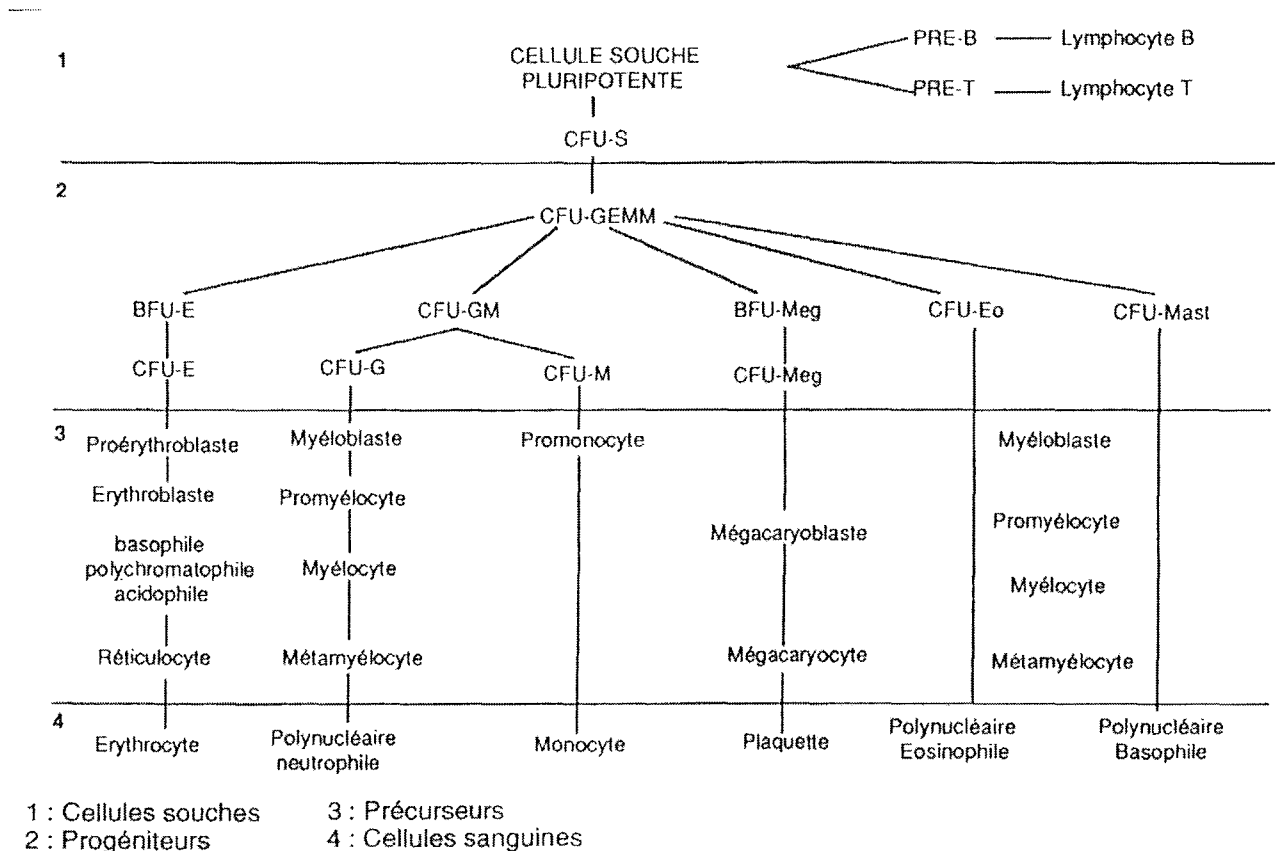 1
CELLULE SOUCHE
PLURIPOTENTE
PRE-B
Lymphocyte B
PRE-T
Lymphocyte T
CFU-S
2
CFU-GEMM
BFU-E
CFU-GM
BFU-Meg
CFU-Eo
CFU-Mast
CFU-E
CFU-G
CFU-M
CFU-Meg
3
Proérythroblaste
Myéloblaste
Promonocyte
Myéloblaste
Erythroblaste
Promyélocyte
Mégacaryoblaste
Promyélocyte
basophile
polychromatophile
acidophile
Myélocyte
Myélocyte
Réticulocyte
Métamyélocyte
Mégacaryocyte
Métamyélocyte
4
Erythrocyte
Polynucléaire
neutrophile
Monocyte
Plaquette
Polynucléaire
Eosinophile
Polynucléaire
Basophile
1 : Cellules souches
3 : Précurseurs
2 : Progéniteurs
4 : Cellules sanguines